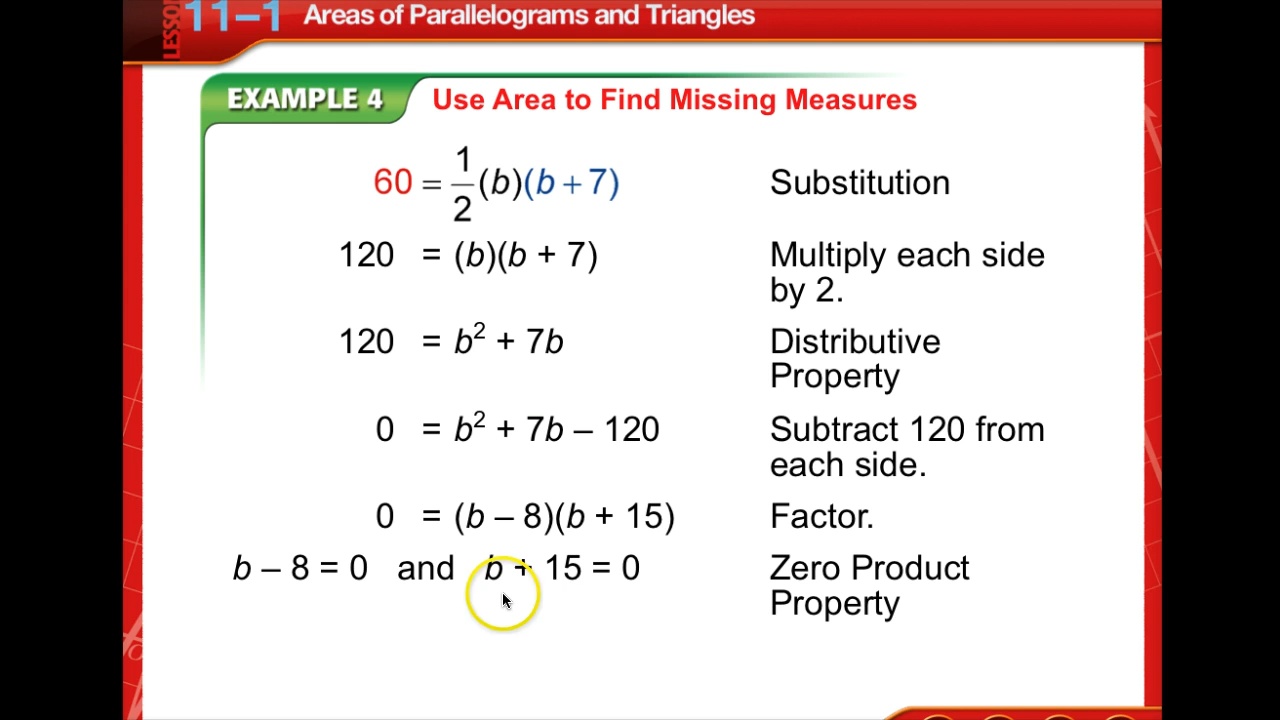 LESSON 11–1 Areas of Parallelograms and Triangles
EXAMPLE 4 Use Area to Find Missing Measures
60 = 1/2 (b)(b + 7) Substitution
120 = (b)(b + 7) Multiply each side
by 2.
120 = b² + 7b Distributive
Property
0 = b² + 7b – 120 Subtract 120 from
each side.
0 = (b – 8)(b + 15) Factor.
b – 8 = 0 and b + 15 = 0 Zero Product
Property